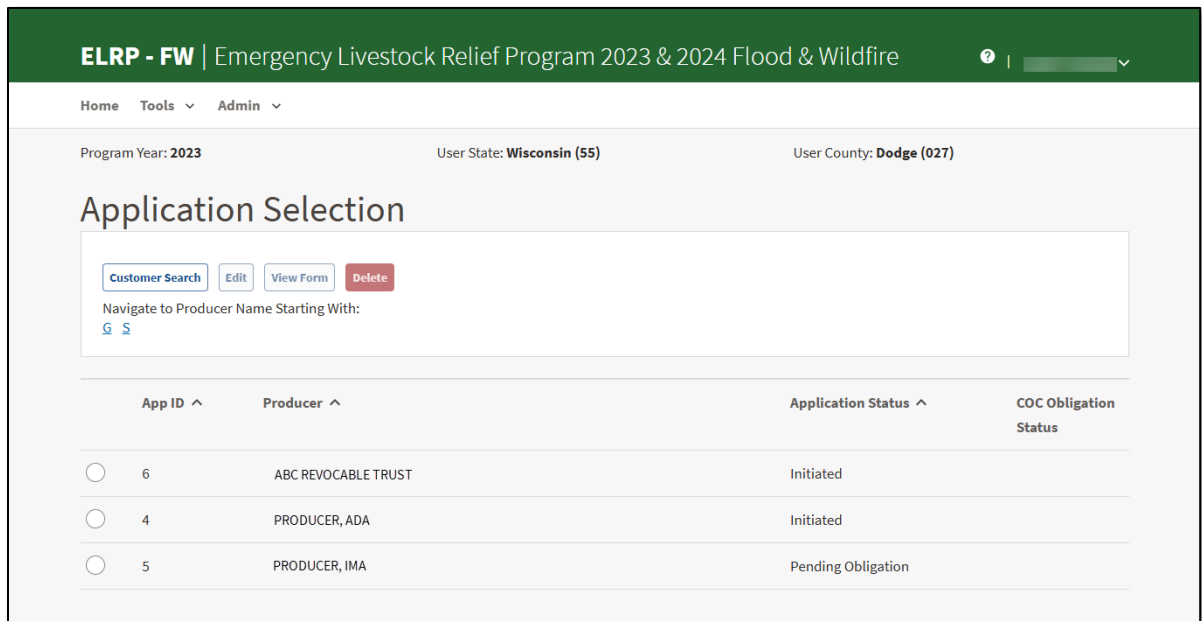 ELRP - FW | Emergency Livestock Relief Program 2023 & 2024 Flood & Wildfire ? |
Home Tools Admin
Program Year: 2023 User State: Wisconsin (55) User County: Dodge (027)
Application Selection
Customer Search Edit View Form Delete
Navigate to Producer Name Starting With:
G S
App ID Producer Application Status COC Obligation
Status
6 ABC REVOCABLE TRUST Initiated
4 PRODUCER, ADA Initiated
5 PRODUCER, IMA Pending Obligation